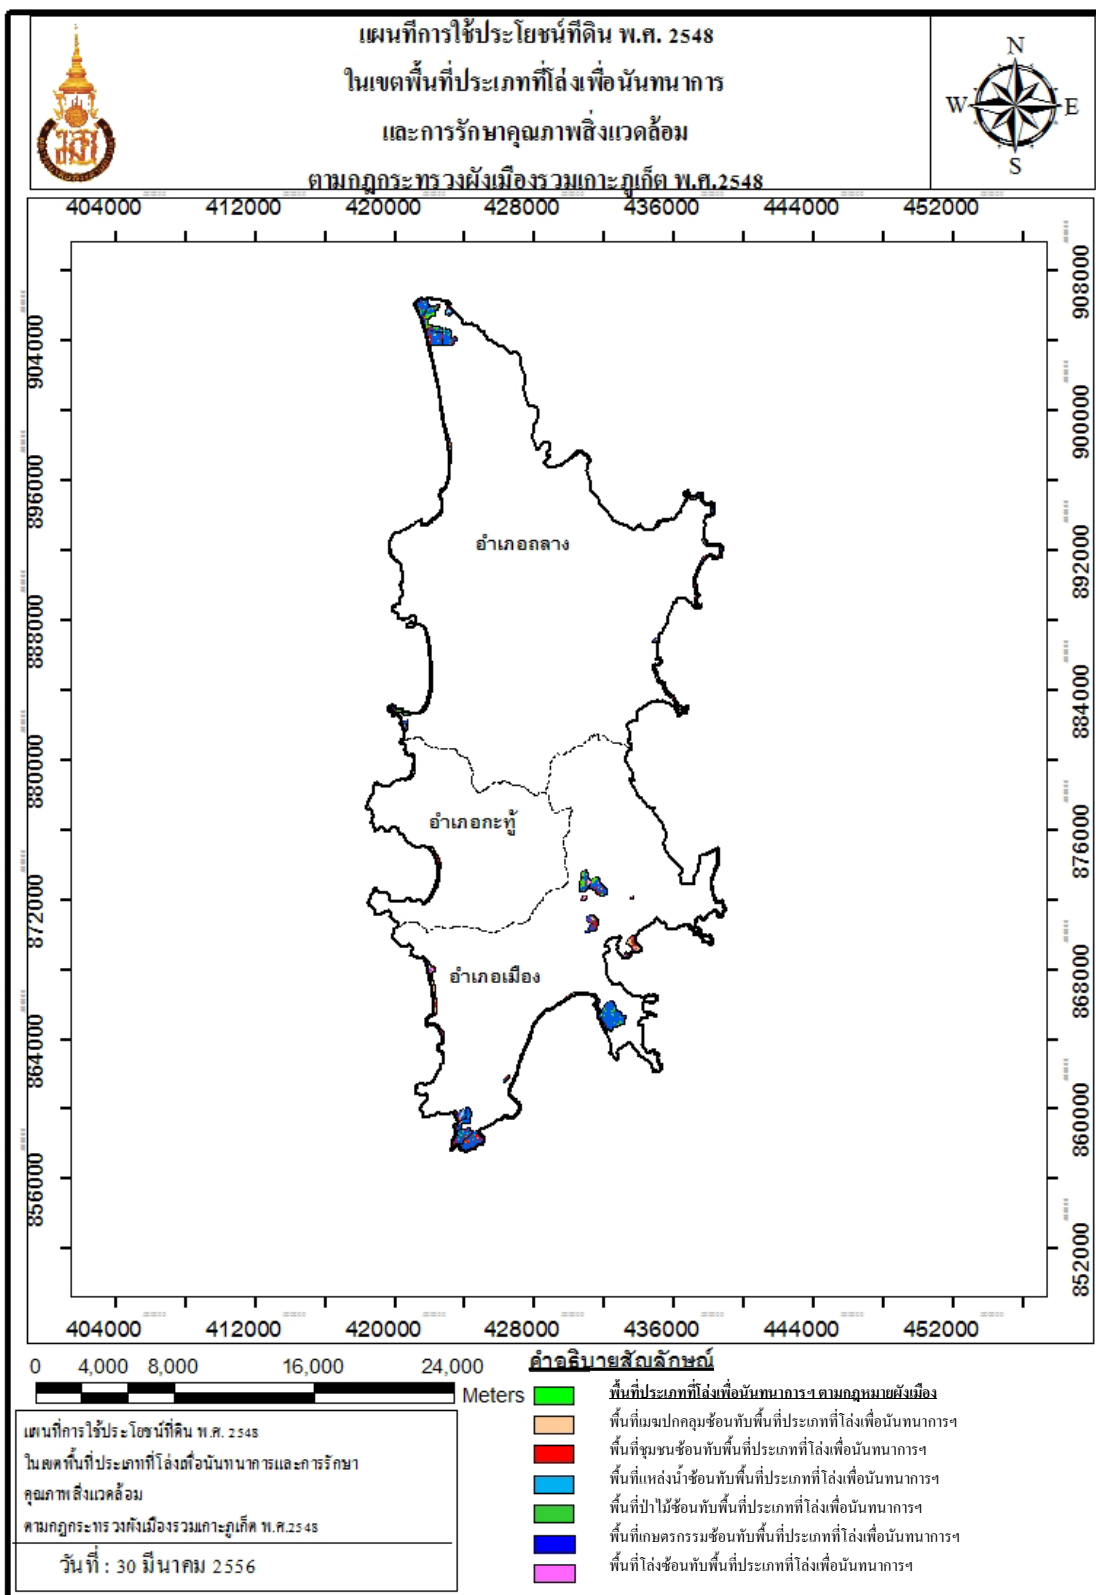 แผนที่การใช้ประโยชน์ที่ดิน พ.ศ. 2548
ในเขตพื้นที่ประเภทที่โล่งเพื่อนันทนาการ
และการรักษาคุณภาพสิ่งแวดล้อม
ตามกฎกระทรวงผังเมืองรวมเกาะภูเก็ต พ.ศ.2548
N
W E
S
404000 412000 420000 428000 436000 444000 452000
904000
896000
888000
880000
872000
864000
856000
908000
900000
892000
884000
876000
868000
860000
852000
อำเภอถลาง
อำเภอกะทู้
อำเภอเมือง
404000 412000 420000 428000 436000 444000 452000
0 4,000 8,000 16,000 24,000
Meters
คำอธิบายสัญลักษณ์
พื้นที่ประเภทที่โล่งเพื่อนันทนาการฯ ตามกฎหมายผังเมือง
พื้นที่เมฆปกคลุมซ้อนทับพื้นที่ประเภทที่โล่งเพื่อนันทนาการฯ
พื้นที่ชุมชนซ้อนทับพื้นที่ประเภทที่โล่งเพื่อนันทนาการฯ
พื้นที่แหล่งน้ำซ้อนทับพื้นที่ประเภทที่โล่งเพื่อนันทนาการฯ
พื้นที่ป่าไม้ซ้อนทับพื้นที่ประเภทที่โล่งเพื่อนันทนาการฯ
พื้นที่เกษตรกรรมซ้อนทับพื้นที่ประเภทที่โล่งเพื่อนันทนาการฯ
พื้นที่โล่งซ้อนทับพื้นที่ประเภทที่โล่งเพื่อนันทนาการฯ
แผนที่การใช้ประโยชน์ที่ดิน พ.ศ. 2548
ในเขตพื้นที่ประเภทที่โล่งเพื่อนันทนาการและการรักษา
คุณภาพสิ่งแวดล้อม
ตามกฎกระทรวงผังเมืองรวมเกาะภูเก็ต พ.ศ.2548
วันที่ : 30 มีนาคม 2556